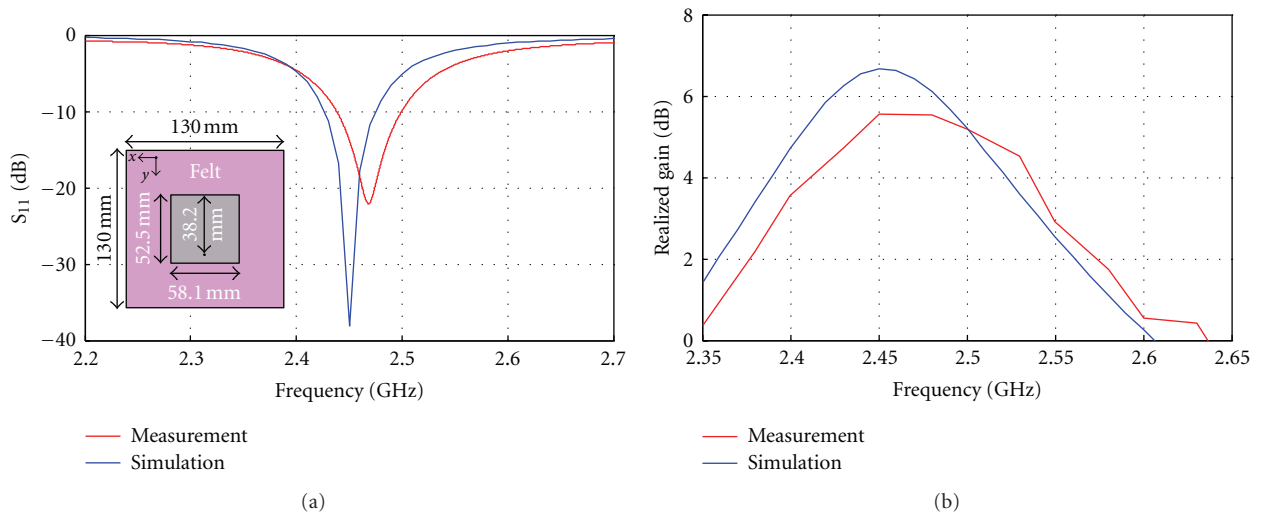 0
−10
−20
−30
−40
S11 (dB)
130 mm
x
y
Felt
130 mm
52.5 mm
38.2
mm
58.1 mm
2.2
2.3
2.4
2.5
2.6
2.7
Frequency (GHz)
Measurement
Simulation
(a)
8
6
4
2
0
Realized gain (dB)
2.35
2.4
2.45
2.5
2.55
2.6
2.65
Frequency (GHz)
Measurement
Simulation
(b)